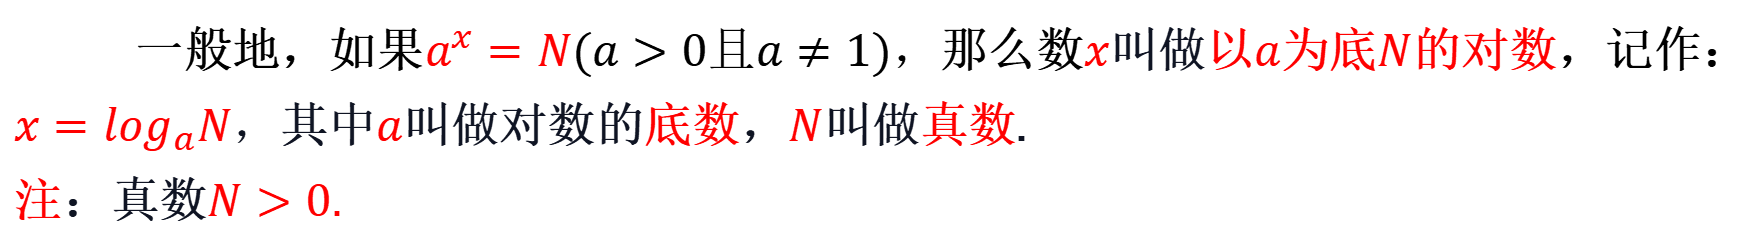 一般地，如果aˣ = N(a > 0且a ≠ 1)，那么数x叫做以a为底N的对数，记作：
x = logₐN，其中a叫做对数的底数，N叫做真数.
注：真数N > 0.